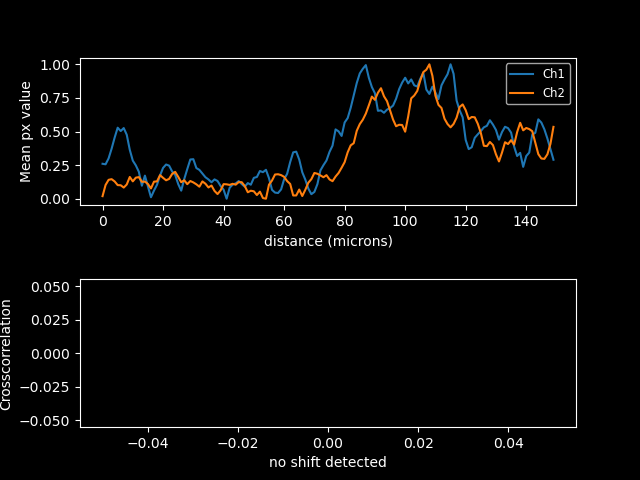 1.00
0.75
0.50
0.25
0.00
Mean px value
Ch1
Ch2
0 20 40 60 80 100 120 140
distance (microns)
0.050
0.025
0.000
−0.025
−0.050
Crosscorrelation
−0.04 −0.02 0.00 0.02 0.04
no shift detected